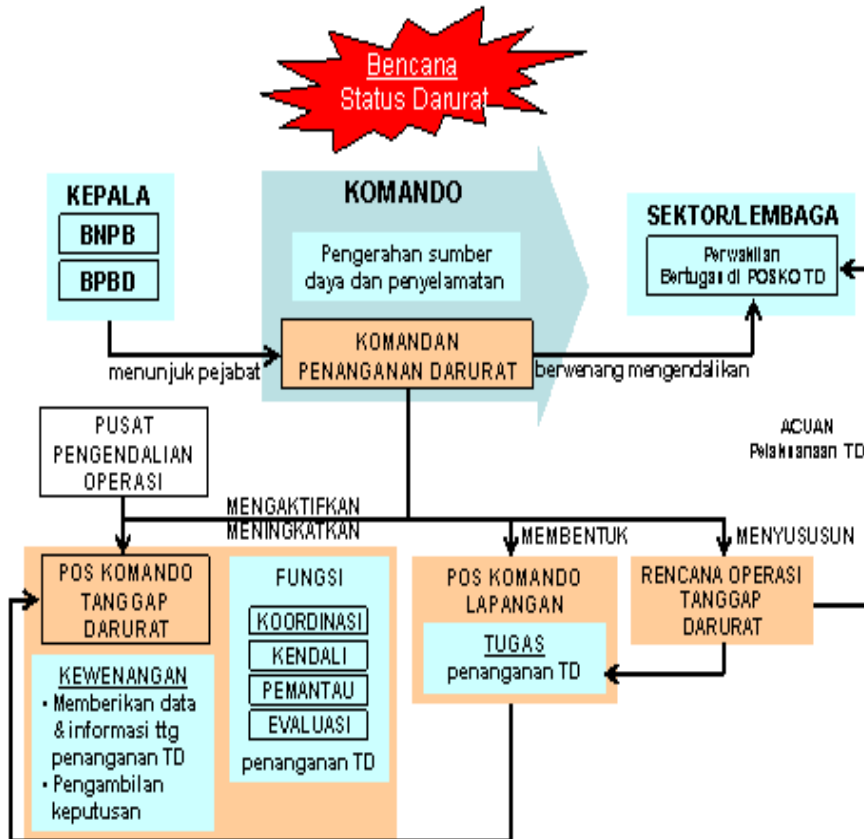 Bencana
Status Darurat
KEPALA
BNPB
BPBD
KOMANDO
Pengerahan sumber
daya dan penyelamatan
SEKTOR/LEMBAGA
Perwakilan
Bertugas di POSKO TD
KOMANDAN
PENANGANAN DARURAT
menunjuk pejabat
berwenang mengendalikan
PUSAT
PENGENDALIAN
OPERASI
ACUAN
Pelaksanaan TD
MENGAKTIFKAN
MENINGKATKAN
MEMBENTUK
MENYUSUSUN
POS KOMANDO
TANGGAP
DARURAT
KEWENANGAN
• Memberikan data
& informasi ttg
penanganan TD
• Pengambilan
keputusan
FUNGSI
KOORDINASI
KENDALI
PEMANTAU
EVALUASI
penanganan TD
POS KOMANDO
LAPANGAN
TUGAS
penanganan TD
RENCANA OPERASI
TANGGAP
DARURAT